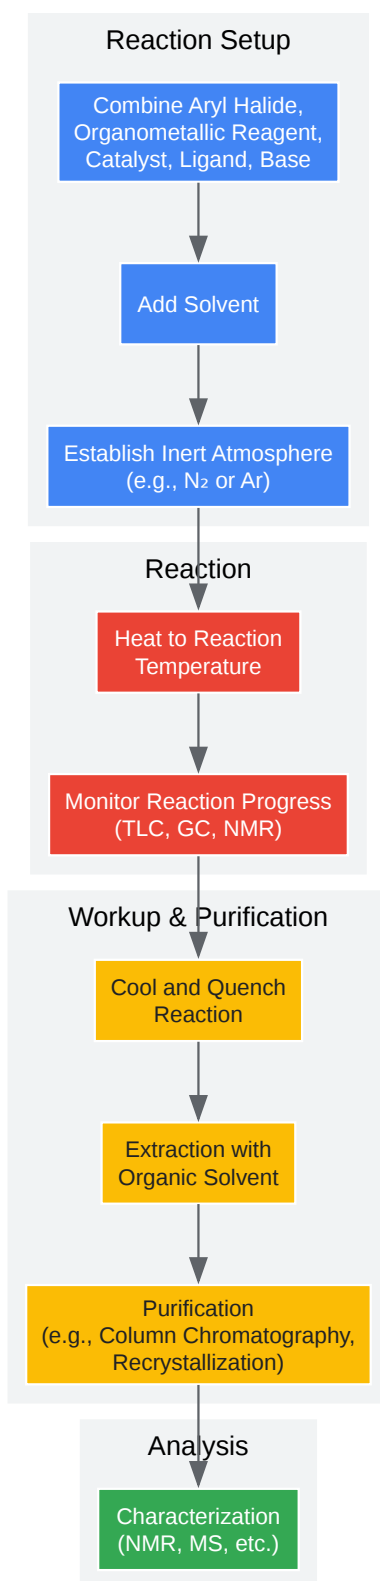 Reaction Setup
Combine Aryl Halide,
Organometallic Reagent,
Catalyst, Ligand, Base
Add Solvent
Establish Inert Atmosphere
(e.g., N₂ or Ar)
Reaction
Heat to Reaction
Temperature
Monitor Reaction Progress
(TLC, GC, NMR)
Workup & Purification
Cool and Quench
Reaction
Extraction with
Organic Solvent
Purification
(e.g., Column Chromatography,
Recrystallization)
Analysis
Characterization
(NMR, MS, etc.)